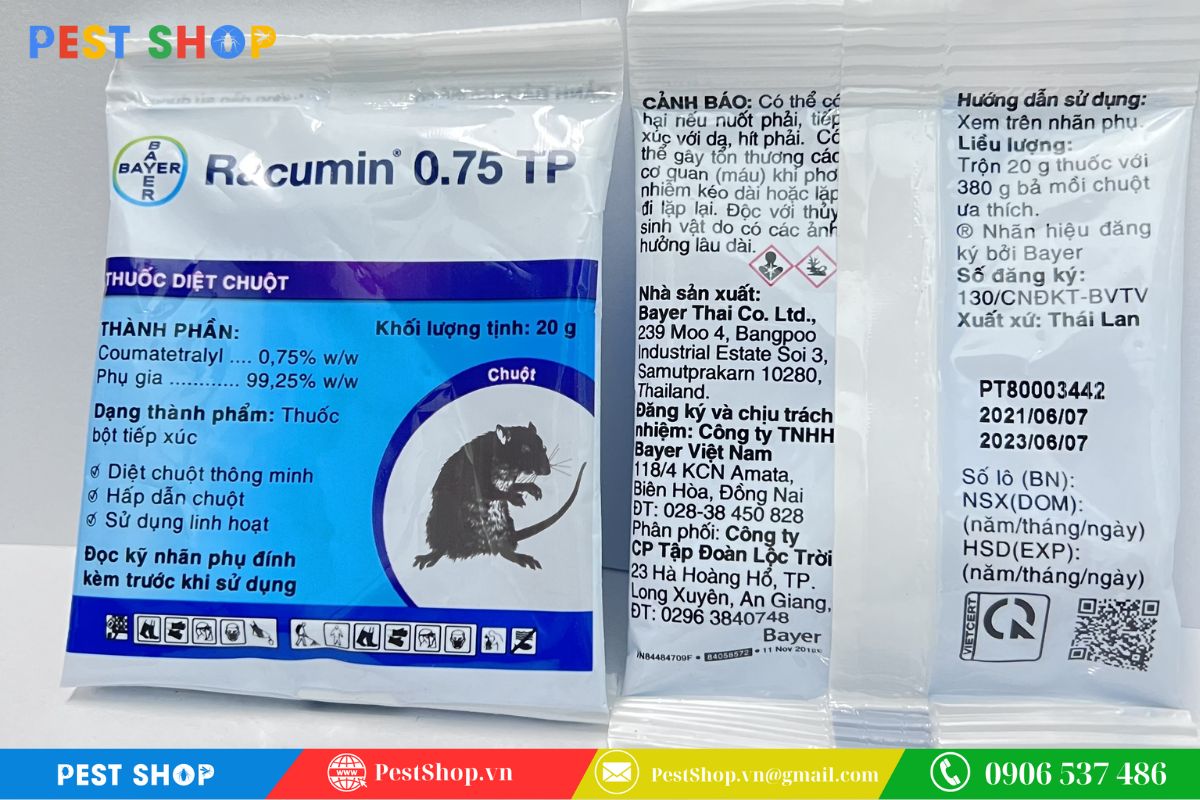 PEST SHOP
BAYER
BAYER
Racumin® 0.75 TP
THUỐC DIỆT CHUỘT
THÀNH PHẦN:
Khối lượng tịnh: 20 g
Coumatetralyl .... 0,75% w/w
Phụ gia ............ 99,25% w/w
Chuột
Dạng thành phẩm: Thuốc
bột tiếp xúc
Diệt chuột thông minh
Hấp dẫn chuột
Sử dụng linh hoạt
Đọc kỹ nhãn phụ đính
kèm trước khi sử dụng
CẢNH BÁO: Có thể có
hại nếu nuốt phải, tiếp
xúc với da, hít phải. Có
thể gây tổn thương các
cơ quan (máu) khi phơi
nhiễm kéo dài hoặc lặp
đi lặp lại. Độc với thủy
sinh vật do có các ảnh
hưởng lâu dài.
Nhà sản xuất:
Bayer Thai Co. Ltd.,
239 Moo 4, Bangpoo
Industrial Estate Soi 3,
Samutprakarn 10280,
Thailand.
Đăng ký và chịu trách
nhiệm: Công ty TNHH
Bayer Việt Nam
118/4 KCN Amata,
Biên Hòa, Đồng Nai
ĐT: 028-38 450 828
Phân phối: Công ty
CP Tập Đoàn Lộc Trời
23 Hà Hoàng Hổ, TP.
Long Xuyên, An Giang,
ĐT: 0296 3840748
Bayer
84058572 • 11 Nov
Hướng dẫn sử dụng:
Xem trên nhãn phụ.
Liều lượng:
Trộn 20 g thuốc với
380 g bả mồi chuột
ưa thích.
® Nhãn hiệu đăng
ký bởi Bayer
Số đăng ký:
130/CNĐKT-BVTV
Xuất xứ: Thái Lan
PT80003442
2021/06/07
2023/06/07
Số lô (BN):
NSX(DOM):
(năm/tháng/ngày)
HSD(EXP):
(năm/tháng/ngày)
VIETCERT
PEST SHOP
PestShop.vn
PestShop.vn@gmail.com
0906 537 486